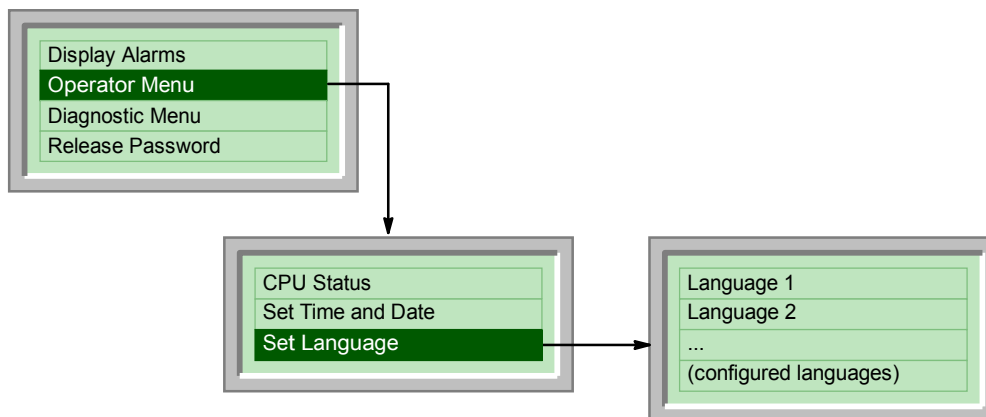 Display Alarms
Operator Menu
Diagnostic Menu
Release Password
CPU Status
Set Time and Date
Set Language
Language 1
Language 2
...
(configured languages)